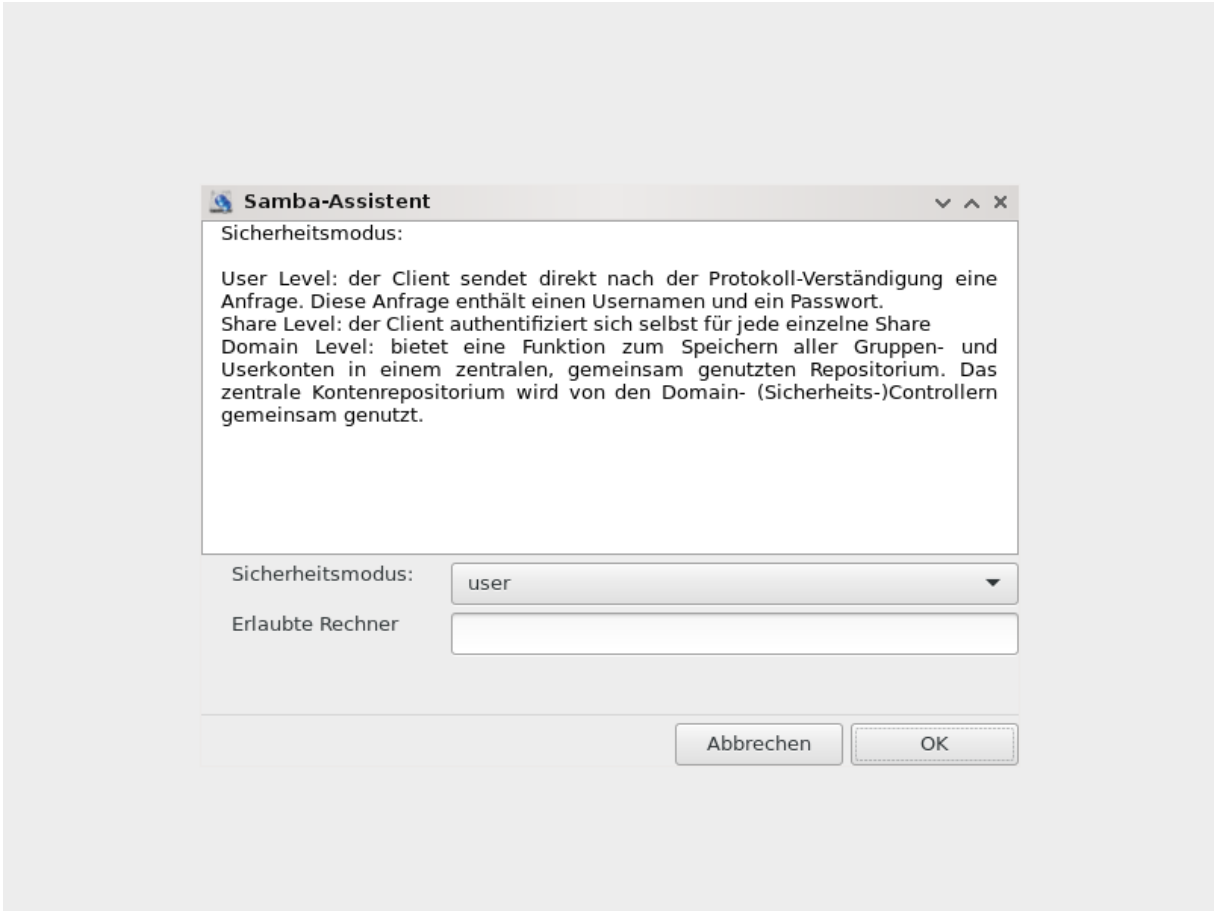 Samba-Assistent
Sicherheitsmodus:
User Level: der Client sendet direkt nach der Protokoll-Verständigung eine
Anfrage. Diese Anfrage enthält einen Usernamen und ein Passwort.
Share Level: der Client authentifiziert sich selbst für jede einzelne Share
Domain Level: bietet eine Funktion zum Speichern aller Gruppen- und
Userkonten in einem zentralen, gemeinsam genutzten Repositorium. Das
zentrale Kontenrepositorium wird von den Domain- (Sicherheits-)Controllern
gemeinsam genutzt.
Sicherheitsmodus:
user
Erlaubte Rechner
Abbrechen
OK